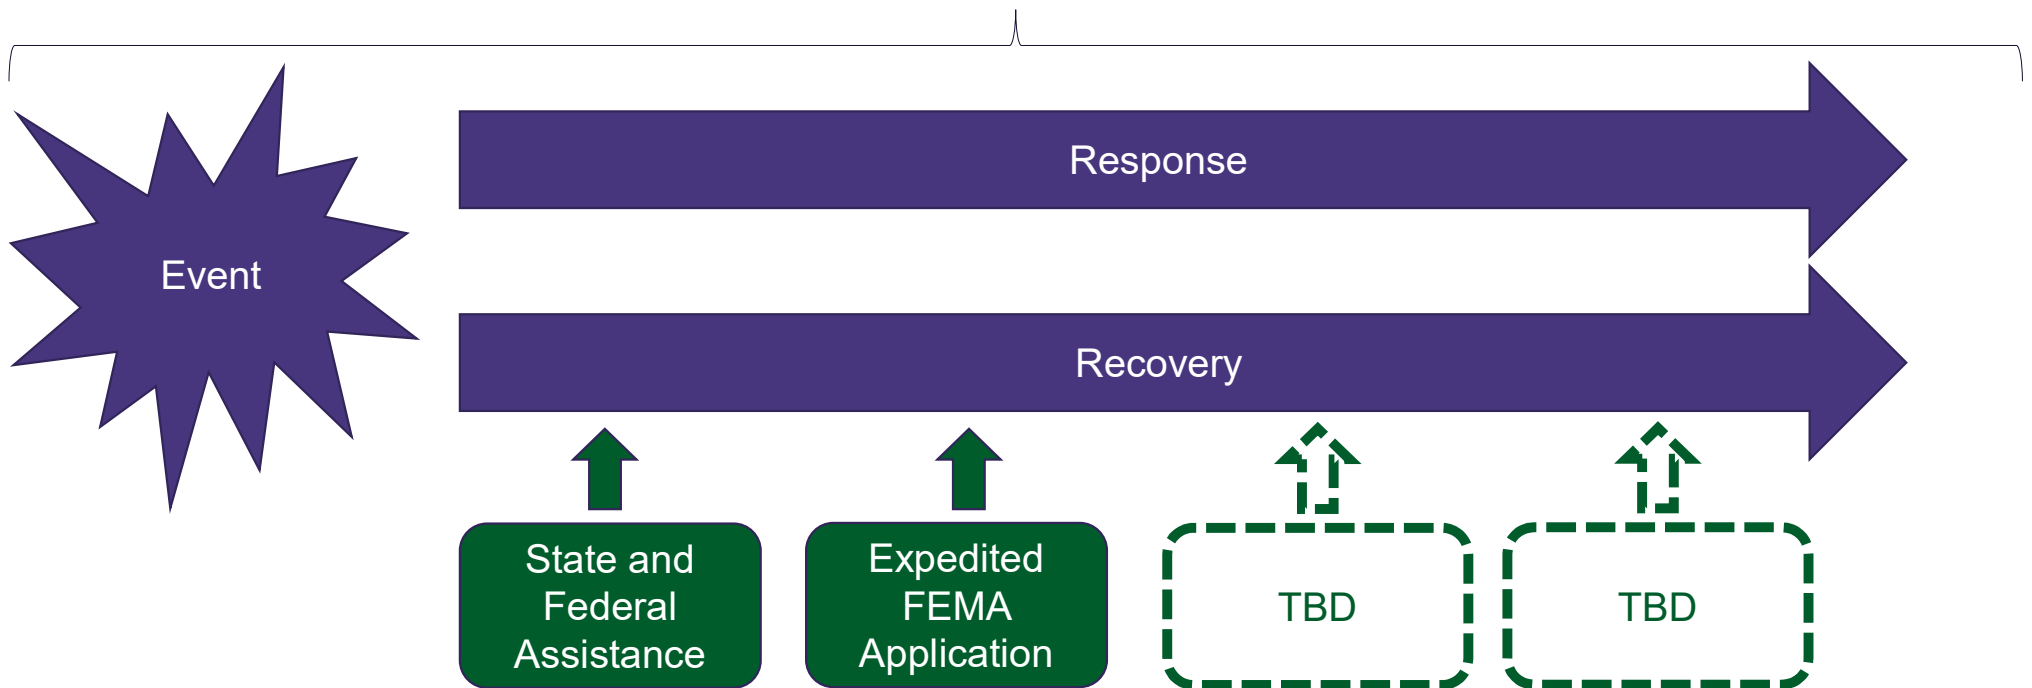 Response
Event
Recovery
State and
Federal
Assistance
Expedited
FEMA
Application
TBD
TBD